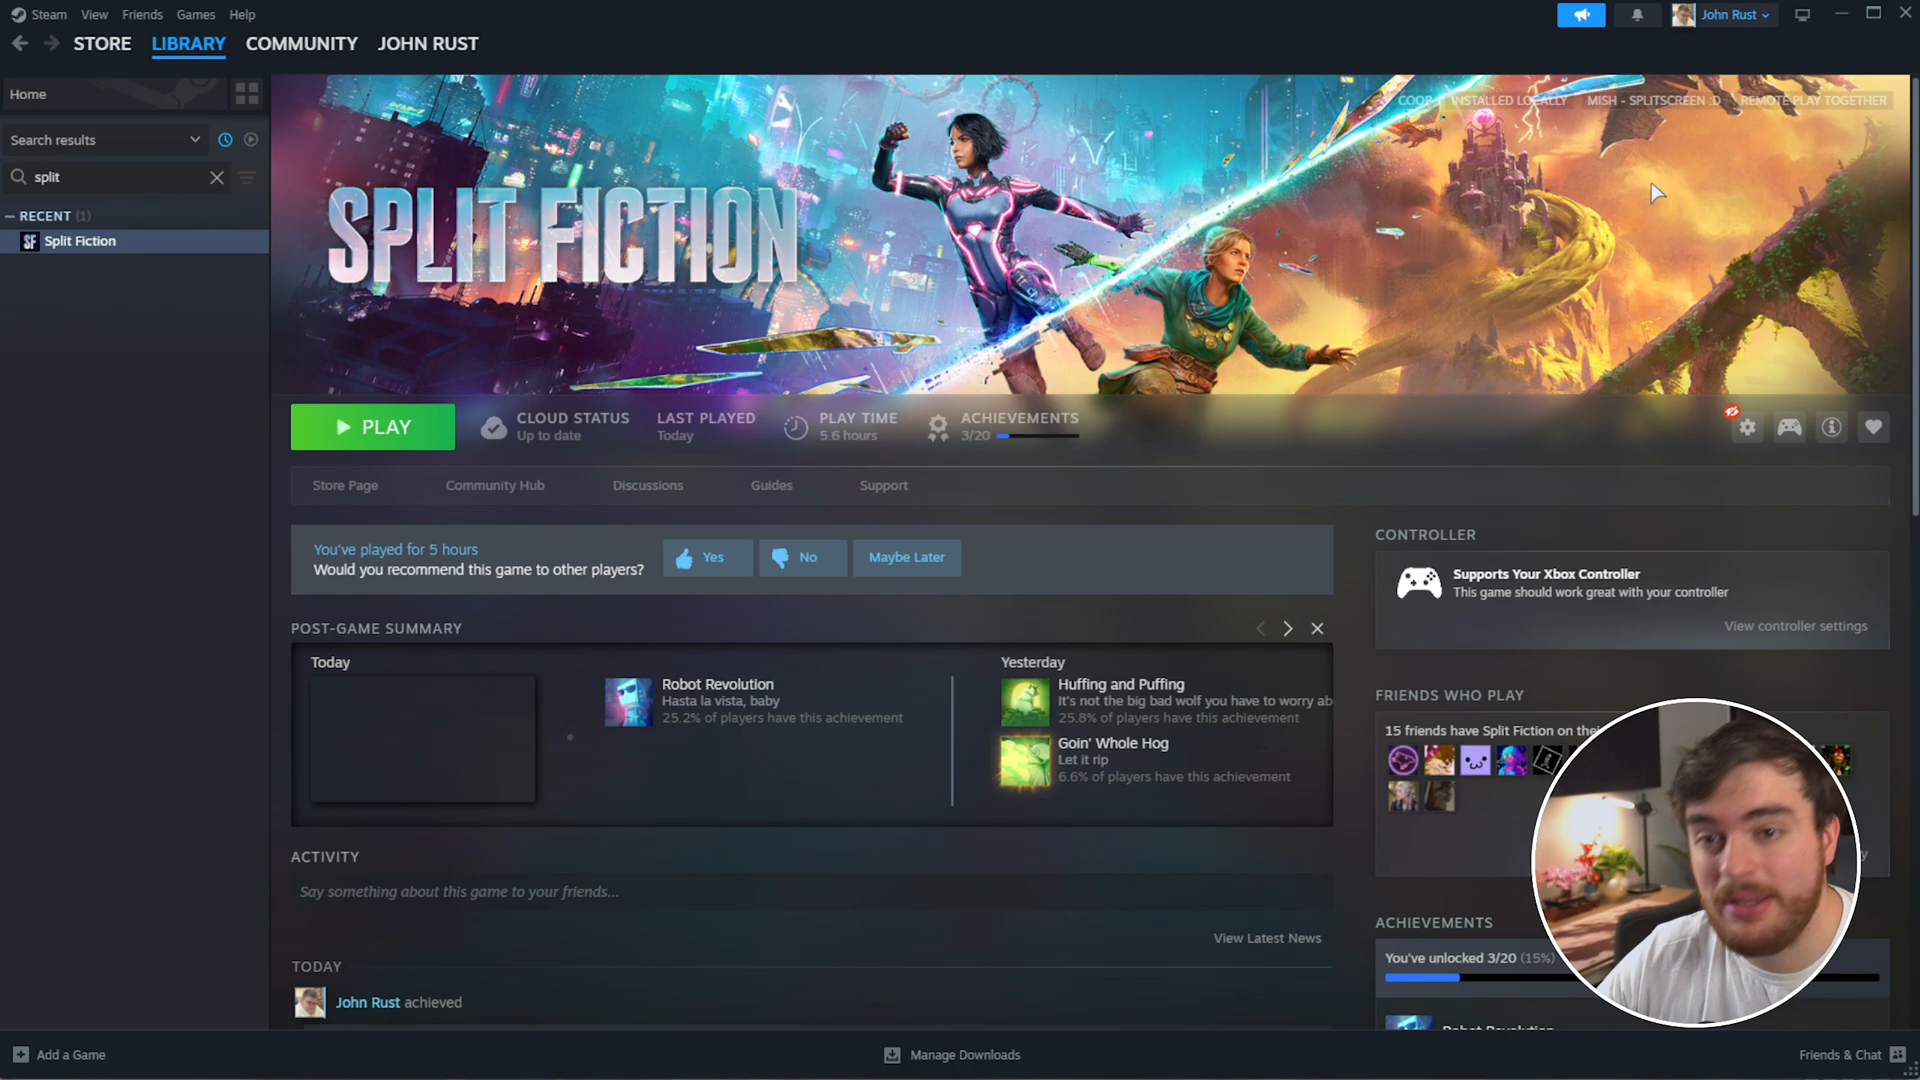 Steam View Friends Games Help
John Rust
STORE LIBRARY COMMUNITY JOHN RUST
Home
Search results
split
RECENT (1)
SF Split Fiction
COOP INSTALLED LOCALLY MISH - SPLITSCREEN :D REMOTE PLAY TOGETHER
SPLIT FICTION
PLAY
CLOUD STATUS
Up to date
LAST PLAYED
Today
PLAY TIME
5.6 hours
ACHIEVEMENTS
3/20
Store Page Community Hub Discussions Guides Support
You've played for 5 hours
Would you recommend this game to other players?
Yes No Maybe Later
POST-GAME SUMMARY
Today
Robot Revolution
Hasta la vista, baby
25.2% of players have this achievement
Yesterday
Huffing and Puffing
It's not the big bad wolf you have to worry ab
25.8% of players have this achievement
Goin' Whole Hog
Let it rip
6.6% of players have this achievement
ACTIVITY
Say something about this game to your friends...
View Latest News
TODAY
John Rust achieved
CONTROLLER
Supports Your Xbox Controller
This game should work great with your controller
View controller settings
FRIENDS WHO PLAY
15 friends have Split Fiction on
ACHIEVEMENTS
You've unlocked 3/20 (15%)
Robot Revolution
Add a Game
Manage Downloads
Friends & Chat